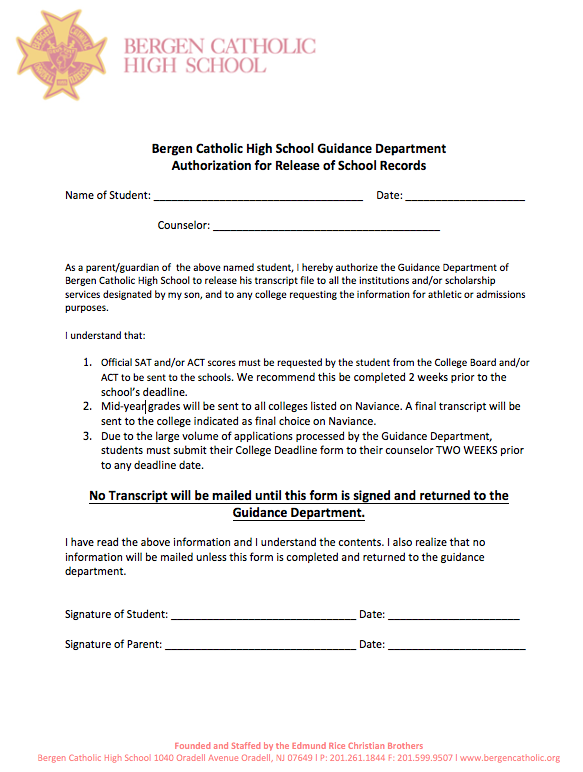 BERGEN CATHOLIC
HIGH SCHOOL
Bergen Catholic High School Guidance Department
Authorization for Release of School Records
Name of Student: ___________________________________ Date: ____________________
Counselor: ______________________________________
As a parent/guardian of the above named student, I hereby authorize the Guidance Department of
Bergen Catholic High School to release his transcript file to all the institutions and/or scholarship
services designated by my son, and to any college requesting the information for athletic or admissions
purposes.
I understand that:
1. Official SAT and/or ACT scores must be requested by the student from the College Board and/or
ACT to be sent to the schools. We recommend this be completed 2 weeks prior to the
school's deadline.
2. Mid-year grades will be sent to all colleges listed on Naviance. A final transcript will be
sent to the college indicated as final choice on Naviance.
3. Due to the large volume of applications processed by the Guidance Department,
students must submit their College Deadline form to their counselor TWO WEEKS prior
to any deadline date.
No Transcript will be mailed until this form is signed and returned to the
Guidance Department.
I have read the above information and I understand the contents. I also realize that no
information will be mailed unless this form is completed and returned to the guidance
department.
Signature of Student: _______________________________ Date: ______________________
Signature of Parent: ________________________________ Date: _______________________
Founded and Staffed by the Edmund Rice Christian Brothers
Bergen Catholic High School 1040 Oradell Avenue Oradell, NJ 07649 I P: 201.261.1844 F: 201.599.9507 I www.bergencatholic.org